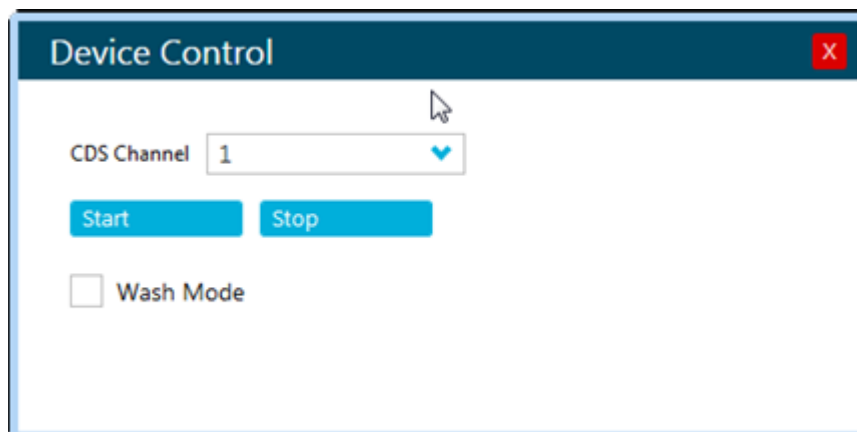 Device Control X
CDS Channel 1
Start Stop
Wash Mode